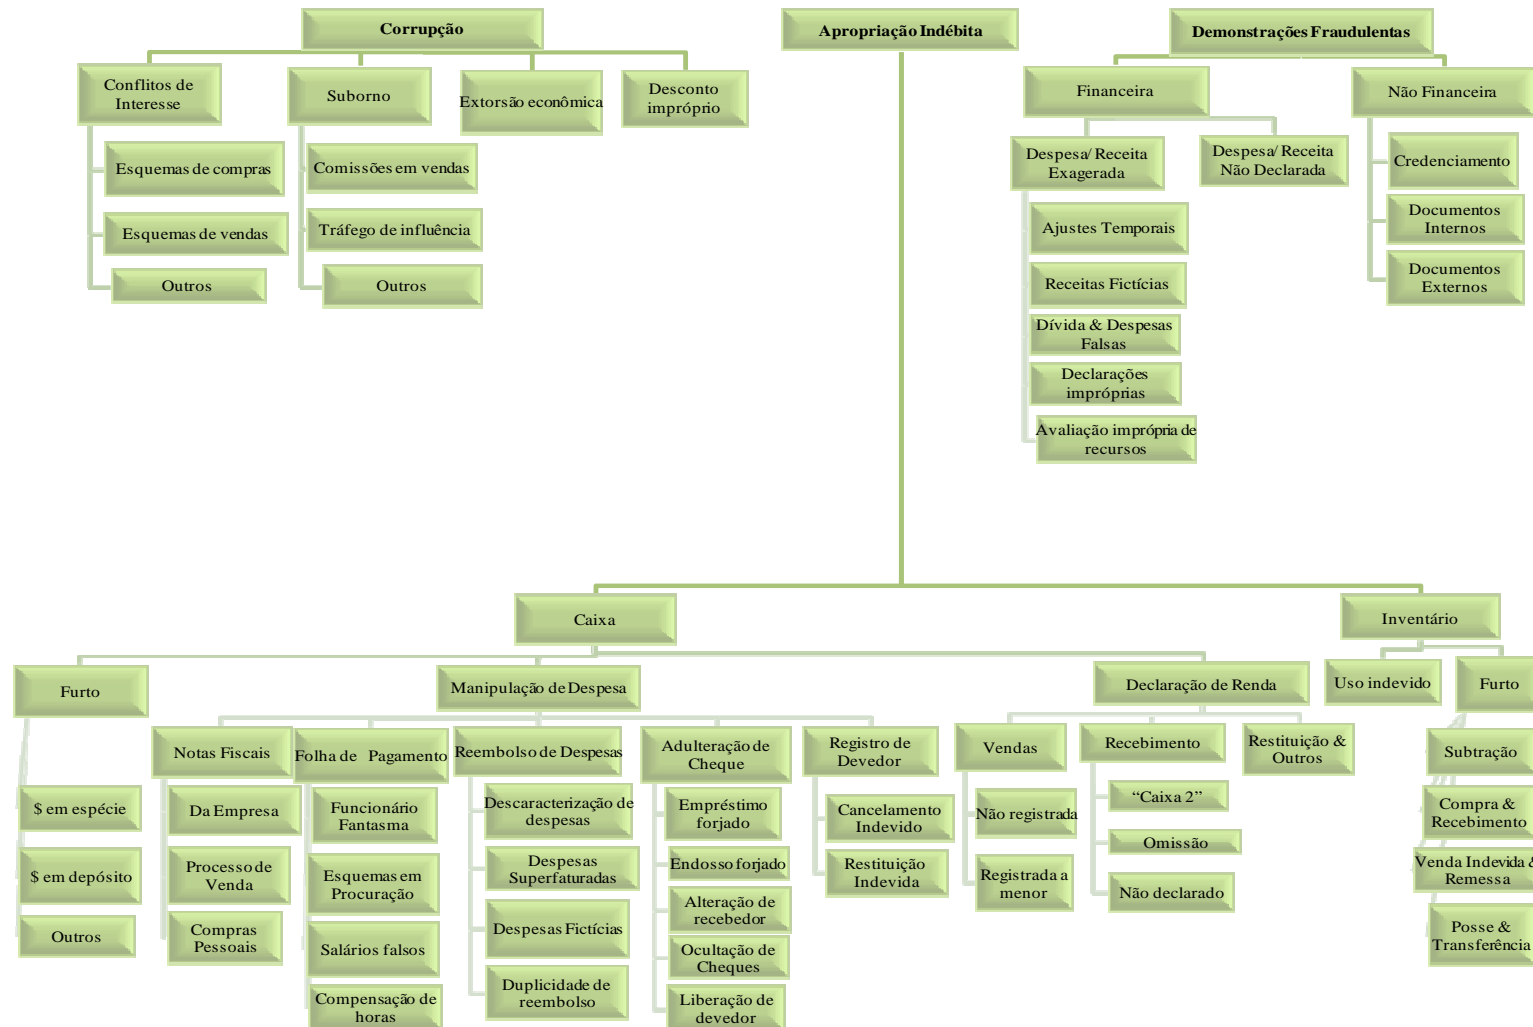 Corrupção
Apropriação Indébita
Demonstrações Fraudulentas
Conflitos de
Interesse
Suborno
Extorsão econômica
Desconto
impróprio
Financeira
Não Financeira
Esquemas de compras
Esquemas de vendas
Outros
Comissões em vendas
Tráfego de influência
Outros
Despesa/ Receita
Exagerada
Despesa/ Receita
Não Declarada
Ajustes Temporais
Receitas Fictícias
Dívida & Despesas
Falsas
Declarações
impróprias
Avaliação imprópria de
recursos
Credenciamento
Documentos
Internos
Documentos
Externos
Caixa
Inventário
Furto
Manipulação de Despesa
Declaração de Renda
Uso indevido
Furto
$ em espécie
$ em depósito
Outros
Notas Fiscais
Da Empresa
Processo de
Venda
Compras
Pessoais
Folha de Pagamento
Funcionário
Fantasma
Esquemas em
Procuração
Salários falsos
Compensação de
horas
Reembolso de Despesas
Descaracterização de
despesas
Despesas
Superfaturadas
Despesas Fictícias
Duplicidade de
reembolso
Adulteração de
Cheque
Empréstimo
forjado
Endosso forjado
Alteração de
recebedor
Ocultação de
Cheques
Liberação de
devedor
Registro de
Devedor
Cancelamento
Indevido
Restituição
Indevida
Vendas
Não registrada
Registrada a
menor
Recebimento
“Caixa 2”
Omissão
Não declarado
Restituição &
Outros
Subtração
Compra &
Recebimento
Venda Indevida &
Remessa
Posse &
Transferência